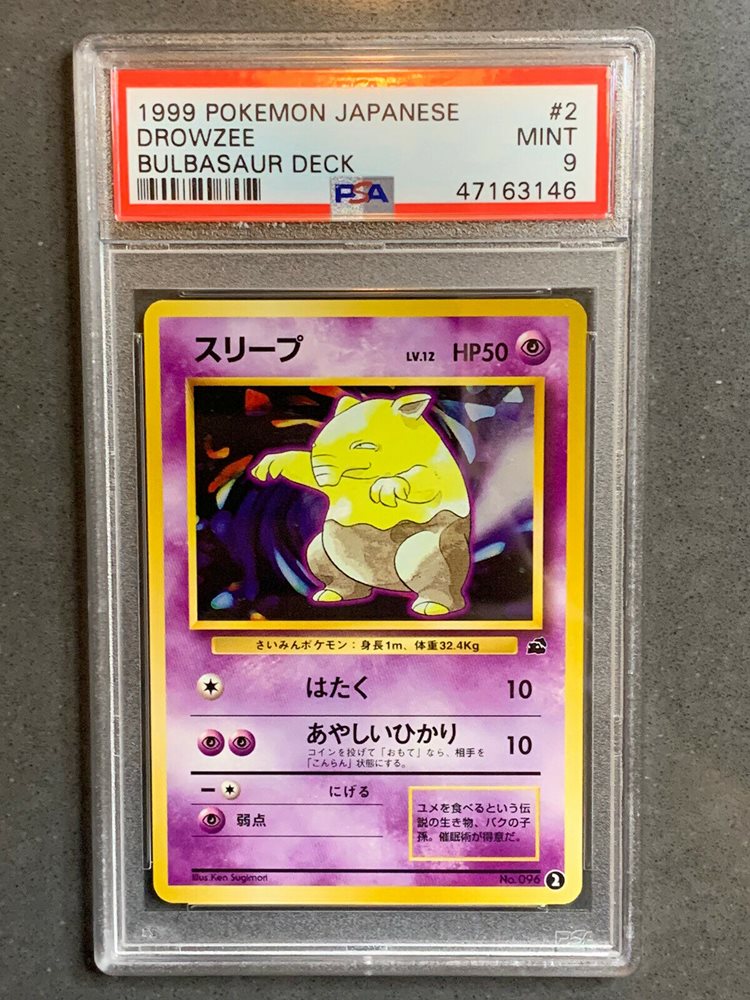 1999 POKEMON JAPANESE #2
DROWZEE MINT
BULBASAUR DECK 9
PSA 47163146
スリープ LV.12 HP50
さいみんポケモン：身長1m、体重32.4Kg
はたく 10
あやしいひかり 10
コインを投げて「おもて」なら、相手を
「こんらん」状態にする。
にげる
弱点
ユメを食べるという伝
説の生き物、バクの子
孫。催眠術が得意だ。
Illus. Ken Sugimori No. 096 2
PSA